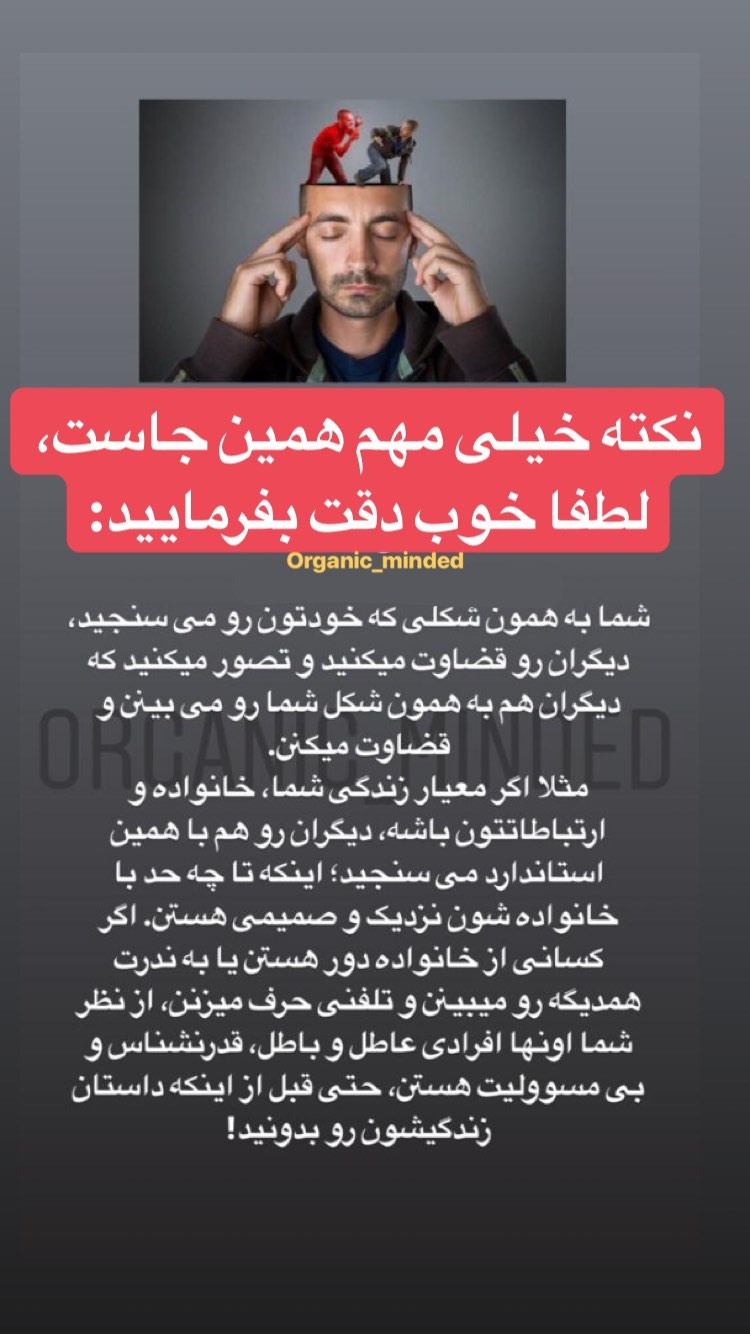 نکته خیلی مهم همین جاست،
لطفا خوب دقت بفرمایید:
Organic_minded
شما به همون شکلی که خودتون رو می سنجید،
دیگران رو قضاوت میکنید و تصور میکنید که
دیگران هم به همون شکل شما رو می بینن و
قضاوت میکنن.
ORGANIC_MINDED
مثلا اگر معیار زندگی شما، خانواده و
ارتباطاتتون باشه، دیگران رو هم با همین
استاندارد می سنجید؛ اینکه تا چه حد با
خانواده شون نزدیک و صمیمی هستن. اگر
کسانی از خانواده دور هستن یا به ندرت
همدیگه رو میبینن و تلفنی حرف میزنن، از نظر
شما اونها افرادی عاطل و باطل، قدرنشناس و
بی مسوولیت هستن، حتی قبل از اینکه داستان
زندگیشون رو بدونید!